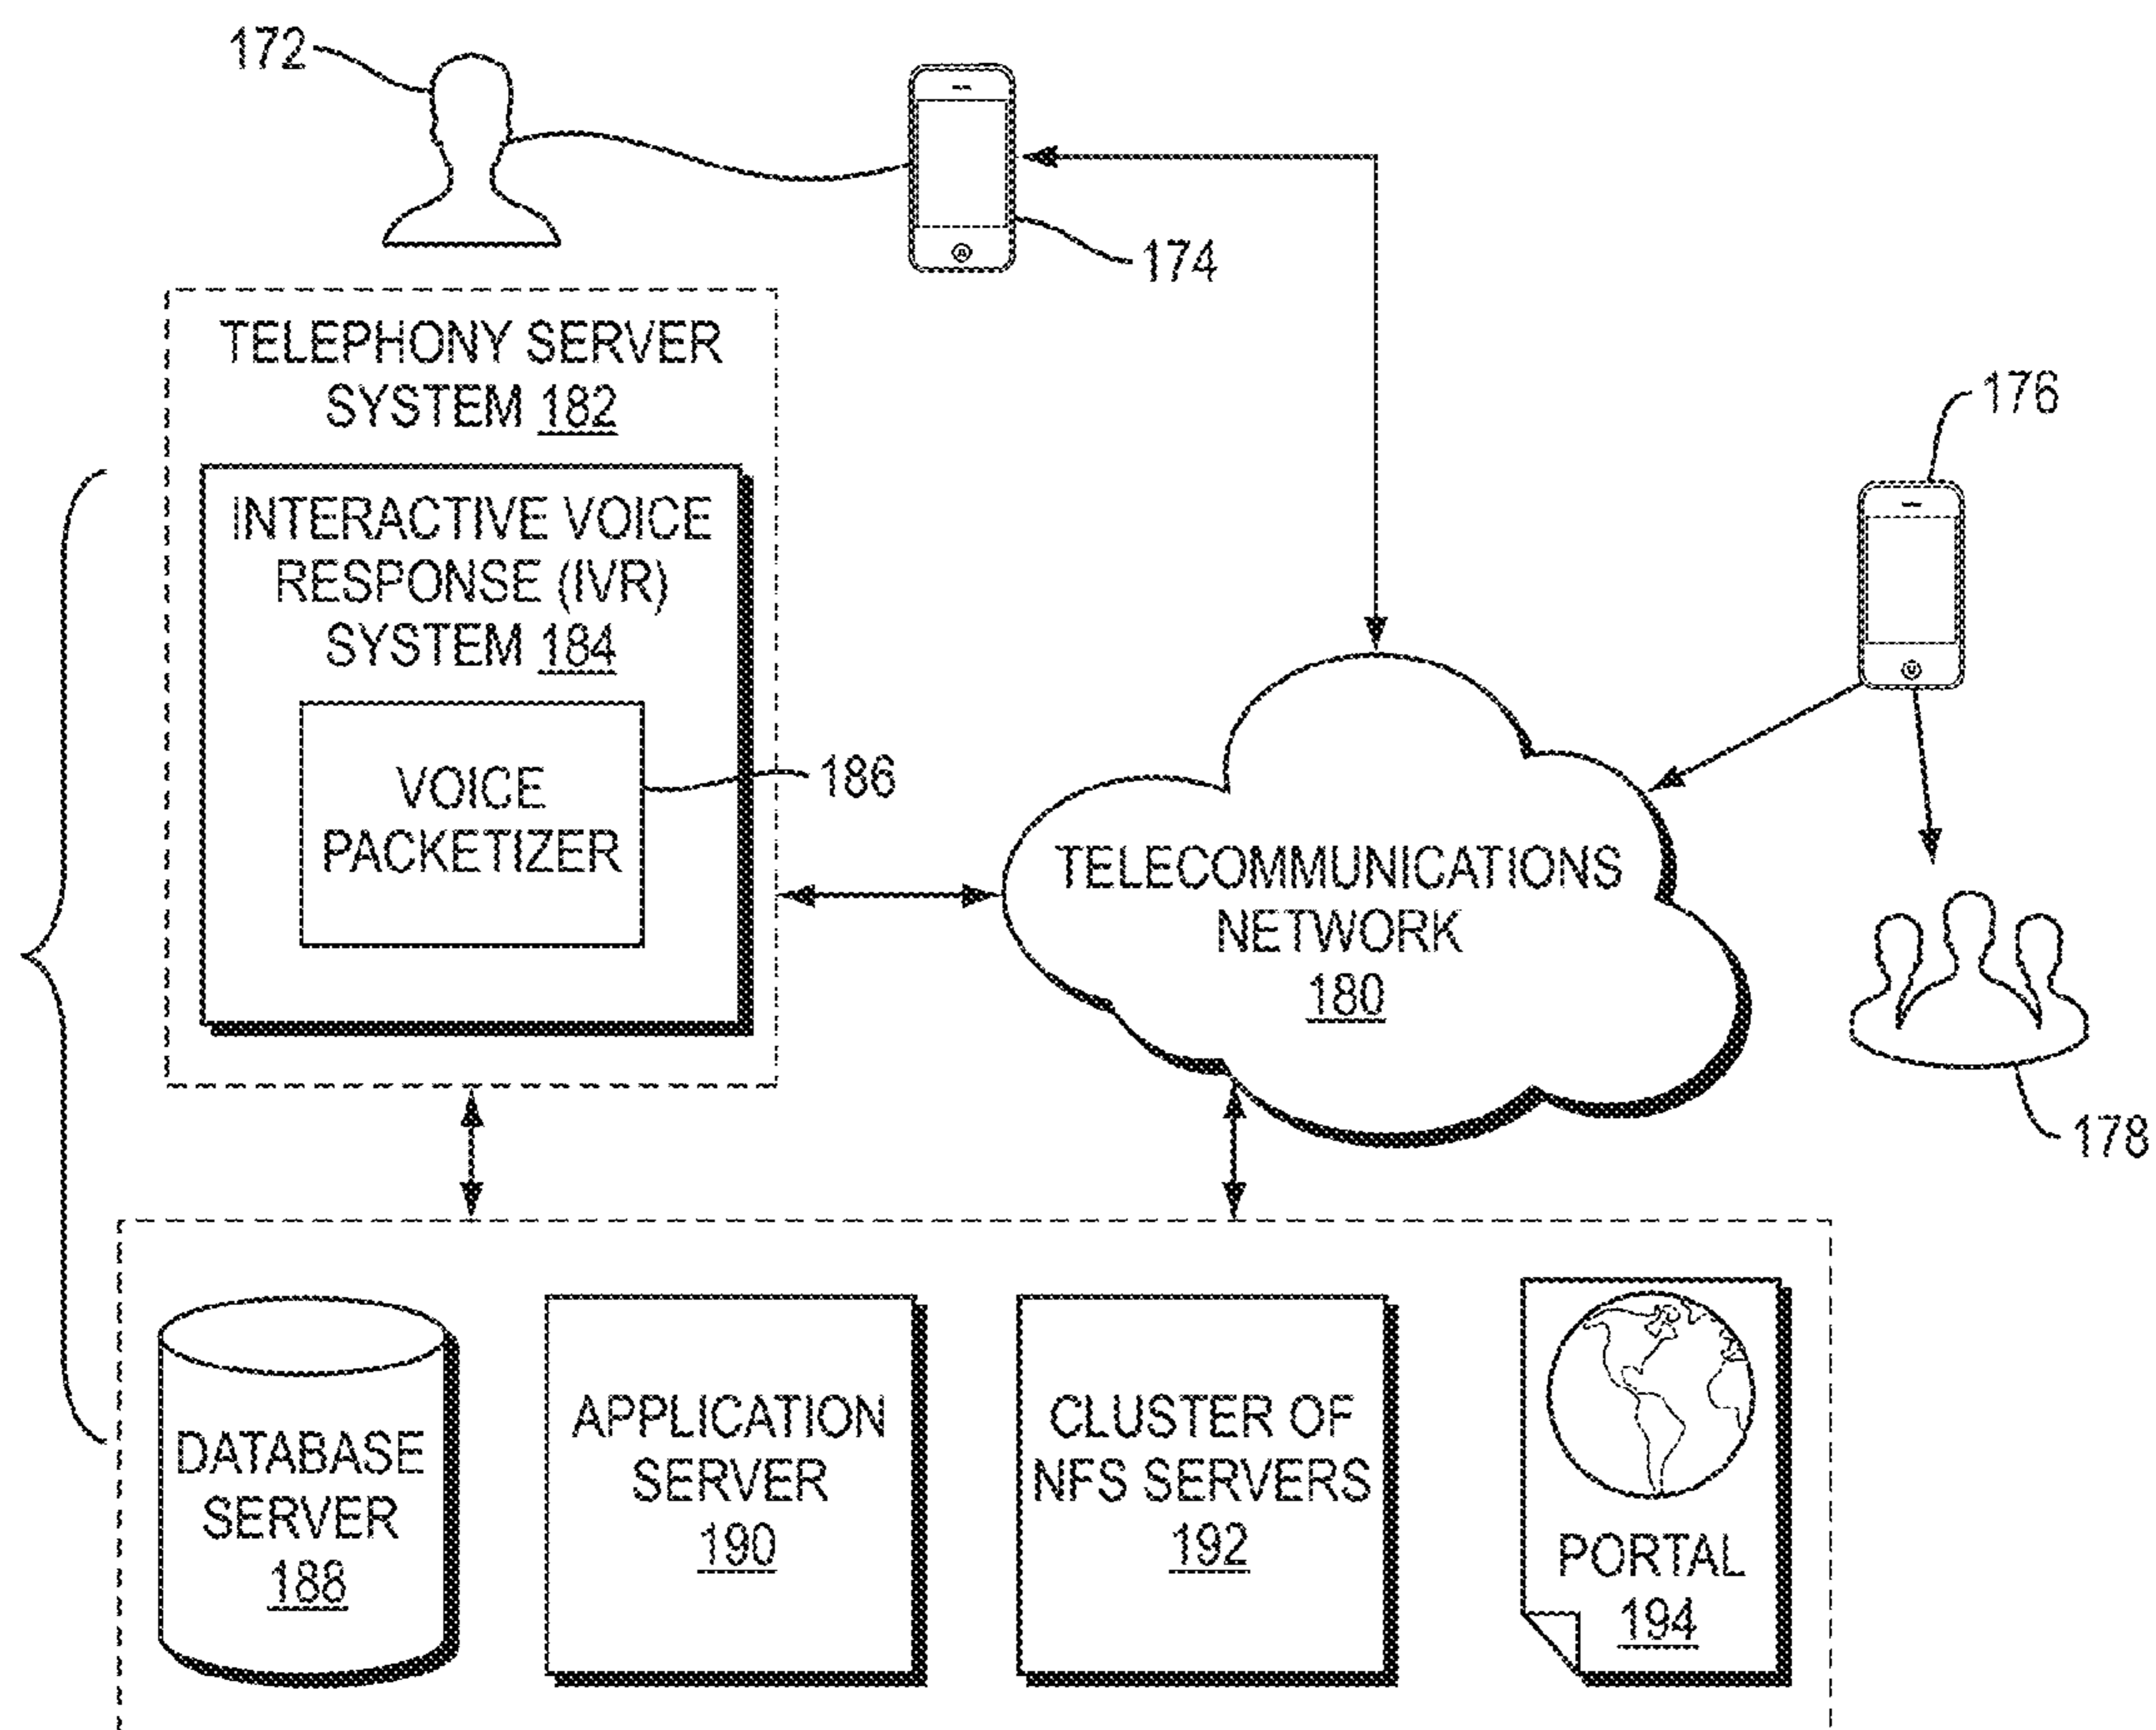 172
174
TELEPHONY SERVER
SYSTEM 182
176
INTERACTIVE VOICE
RESPONSE (IVR)
SYSTEM 184
VOICE
PACKETIZER
186
TELECOMMUNICATIONS
NETWORK
180
178
DATABASE
SERVER
188
APPLICATION
SERVER
190
CLUSTER OF
NFS SERVERS
192
PORTAL
194